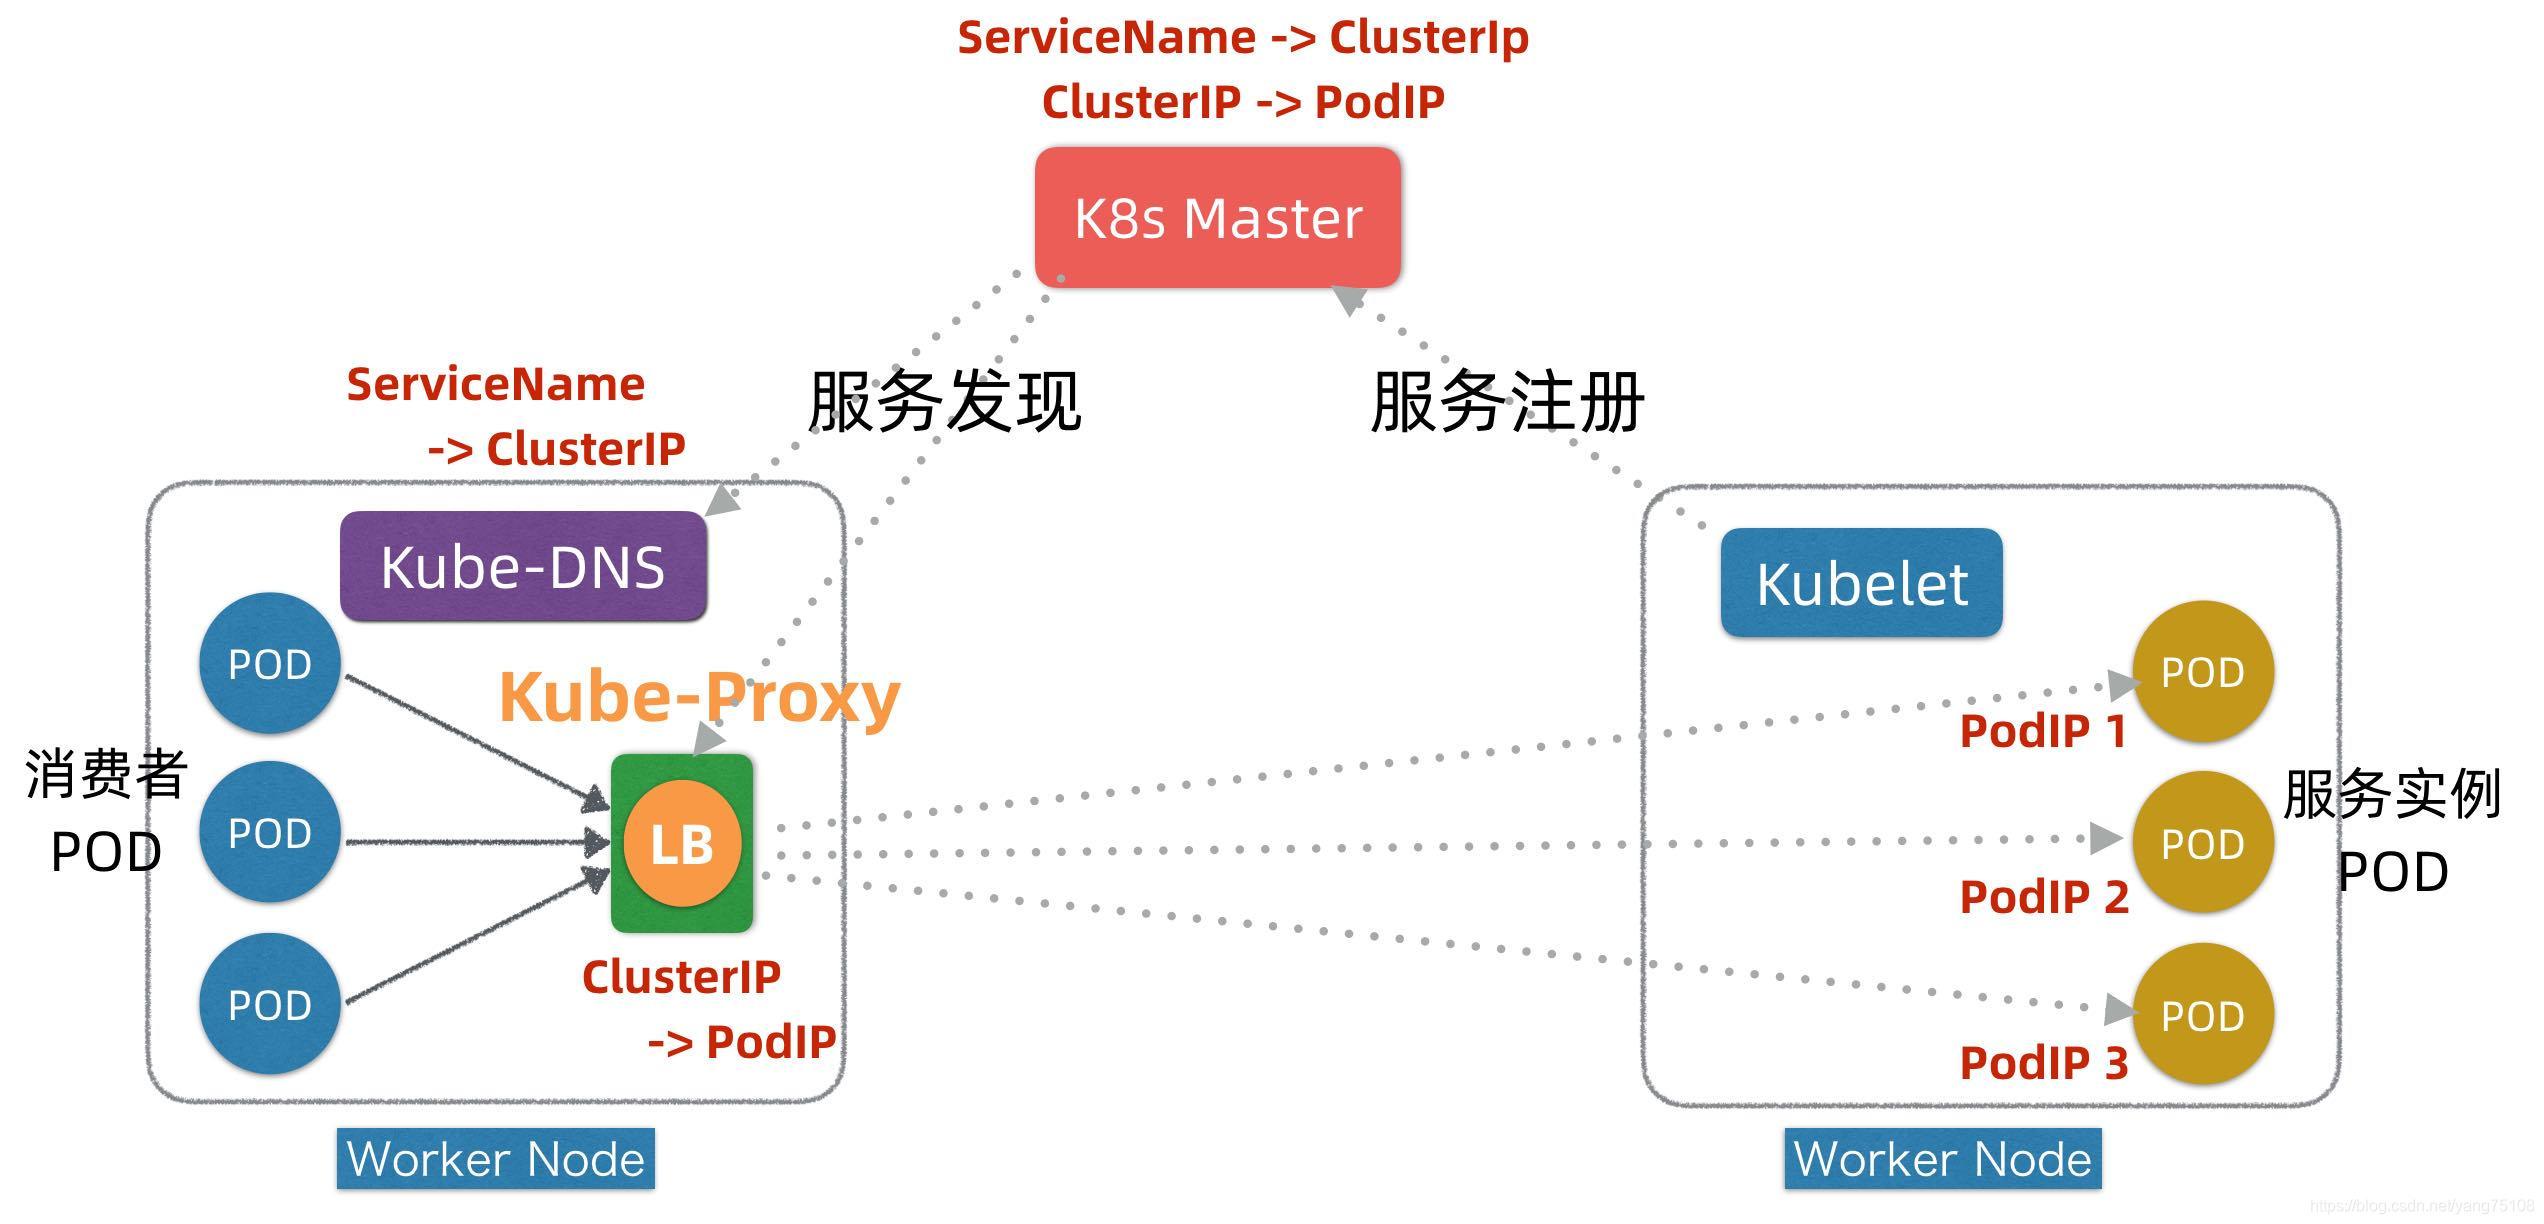 ServiceName -> ClusterIp
ClusterIP -> PodIP
K8s Master
服务发现
服务注册
ServiceName
-> ClusterIP
Kube-DNS
Kubelet
POD
POD
POD
消费者
POD
Kube-Proxy
LB
ClusterIP
-> PodIP
POD
PodIP 1
POD
PodIP 2
POD
PodIP 3
服务实例
POD
Worker Node
Worker Node
https://blog.csdn.net/yang75108